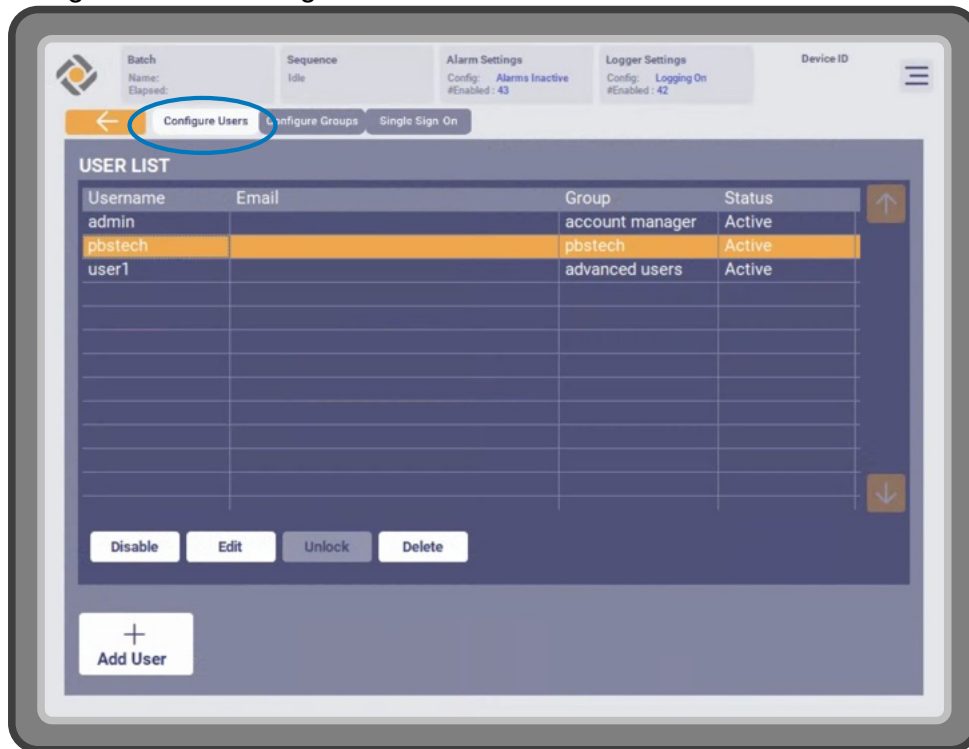 Batch
Name:
Elapsed:
Sequence
Idle
Alarm Settings
Config: Alarms Inactive
#Enabled : 43
Logger Settings
Config: Logging On
#Enabled : 42
Device ID
Configure Users
Configure Groups
Single Sign On
USER LIST
Username Email Group Status
admin account manager Active
pbstech pbstech Active
user1 advanced users Active
Disable Edit Unlock Delete
+
Add User